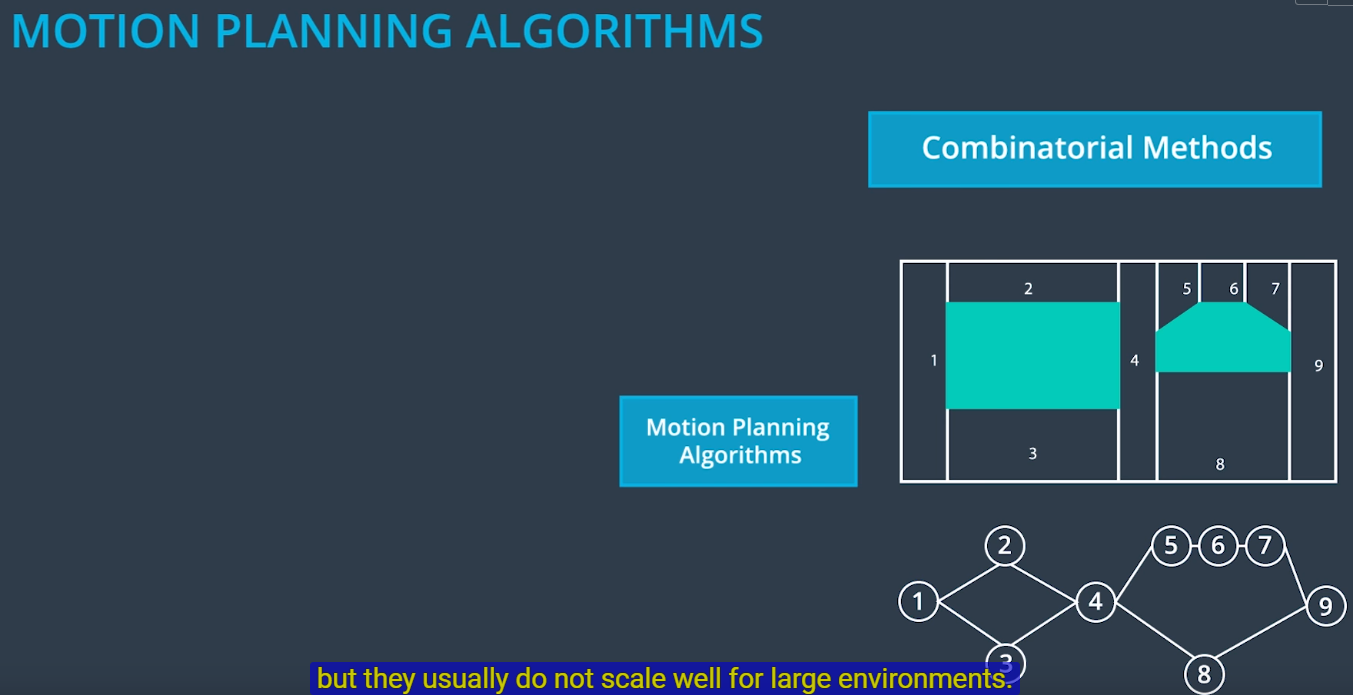 MOTION PLANNING ALGORITHMS
Combinatorial Methods
2
5 6 7
1
4
9
Motion Planning
Algorithms
3
8
2
5 6 7
1
4
9
3
8
but they usually do not scale well for large environments.